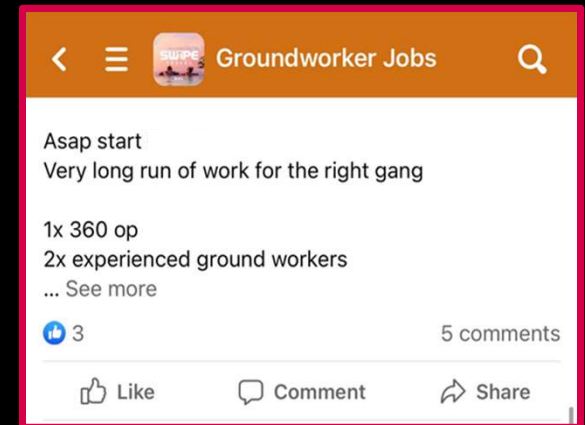 SWIPE
Groundworker Jobs
Asap start
Very long run of work for the right gang
1x 360 op
2x experienced ground workers
... See more
3
5 comments
Like
Comment
Share